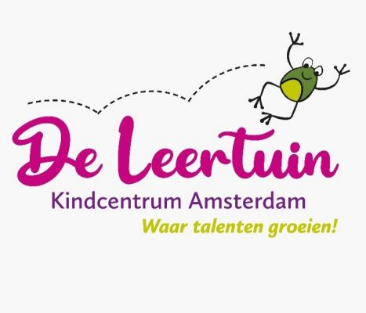 De Leertuin
Kindcentrum Amsterdam
Waar talenten groeien!